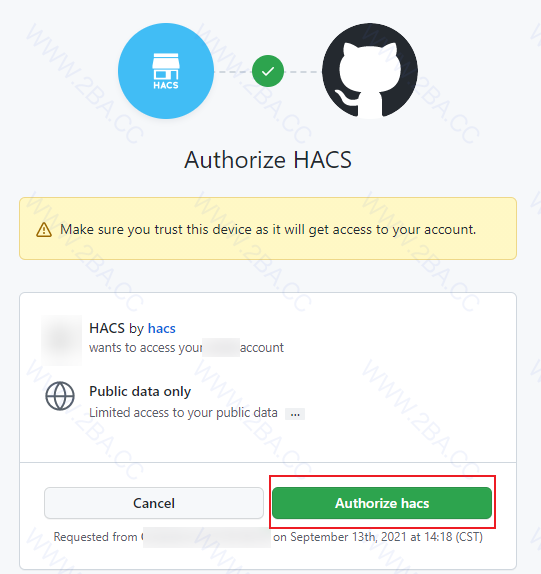 HACS
Authorize HACS
Make sure you trust this device as it will get access to your account.
HACS by hacs
wants to access your account
Public data only
Limited access to your public data ...
Cancel
Authorize hacs
Requested from on September 13th, 2021 at 14:18 (CST)
WWW.2BA.CC